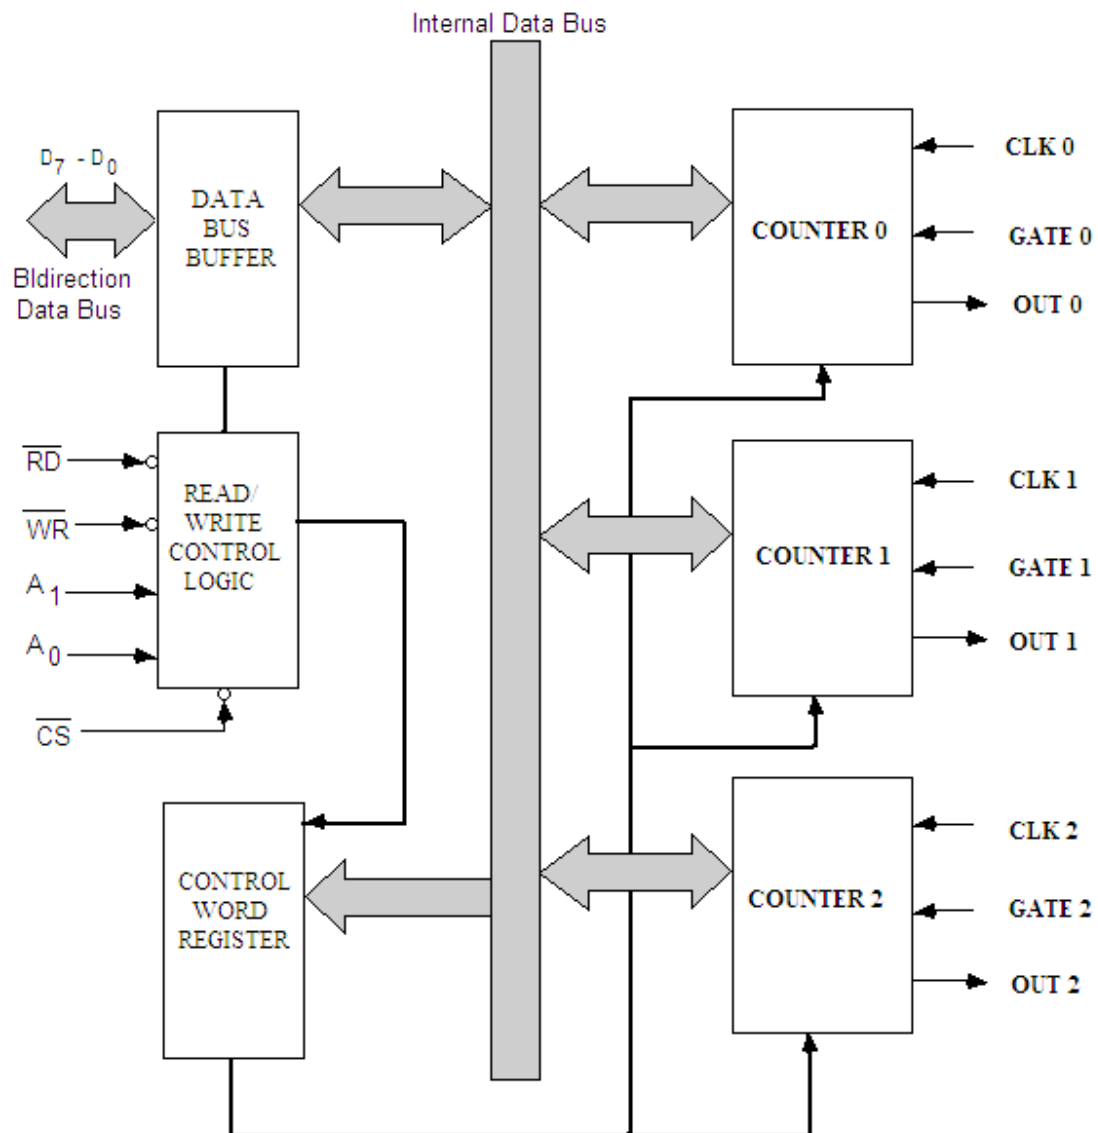 Internal Data Bus
D7 - D0
BIdirection
Data Bus
DATA
BUS
BUFFER
RD
WR
A1
A0
CS
READ/
WRITE
CONTROL
LOGIC
CONTROL
WORD
REGISTER
COUNTER 0
CLK 0
GATE 0
OUT 0
COUNTER 1
CLK 1
GATE 1
OUT 1
COUNTER 2
CLK 2
GATE 2
OUT 2